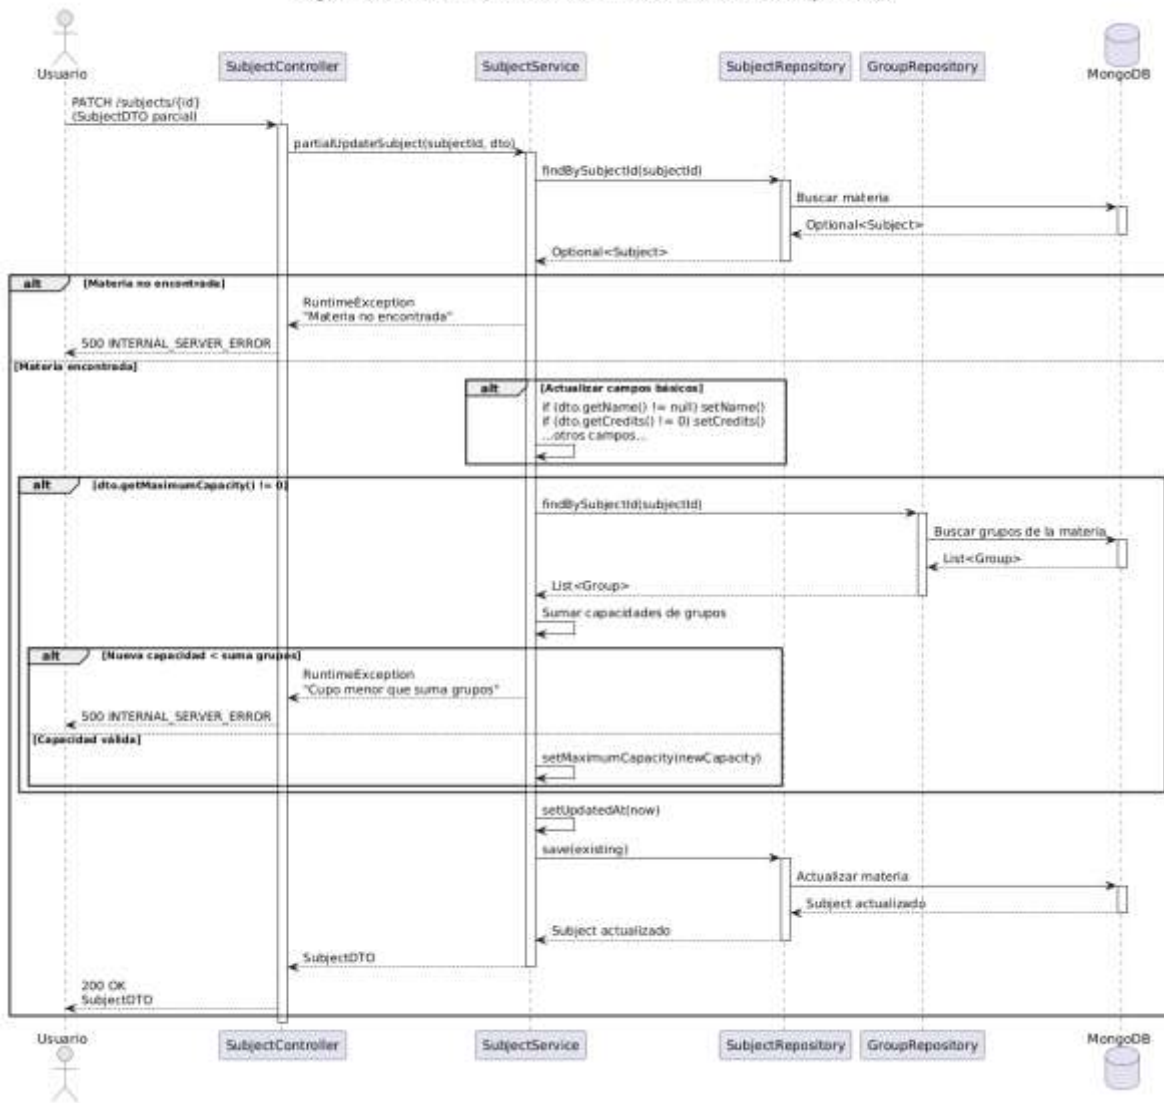 Usuario
SubjectController
SubjectService
SubjectRepository
GroupRepository
MongoDB
PATCH /subjects/{id}
(SubjectDTO parcial)
partialUpdateSubject(subjectId, dto)
findBySubjectId(subjectId)
Buscar materia
Optional<Subject>
Optional<Subject>
alt [Materia no encontrada]
RuntimeException
"Materia no encontrada"
500 INTERNAL_SERVER_ERROR
[Materia encontrada]
alt [Actualizar campos básicos]
if (dto.getName() != null) setName()
if (dto.getCredits() != 0) setCredits()
...otros campos...
alt [dto.getMaximumCapacity() != 0]
findBySubjectId(subjectId)
Buscar grupos de la materia
List<Group>
List<Group>
Sumar capacidades de grupos
alt [Nueva capacidad < suma grupos]
RuntimeException
"Cupo menor que suma grupos"
500 INTERNAL_SERVER_ERROR
[Capacidad válida]
setMaximumCapacity(newCapacity)
setUpdatedAt(now)
save(existing)
Actualizar materia
Subject actualizado
Subject actualizado
SubjectDTO
200 OK
SubjectDTO
Usuario
SubjectController
SubjectService
SubjectRepository
GroupRepository
MongoDB